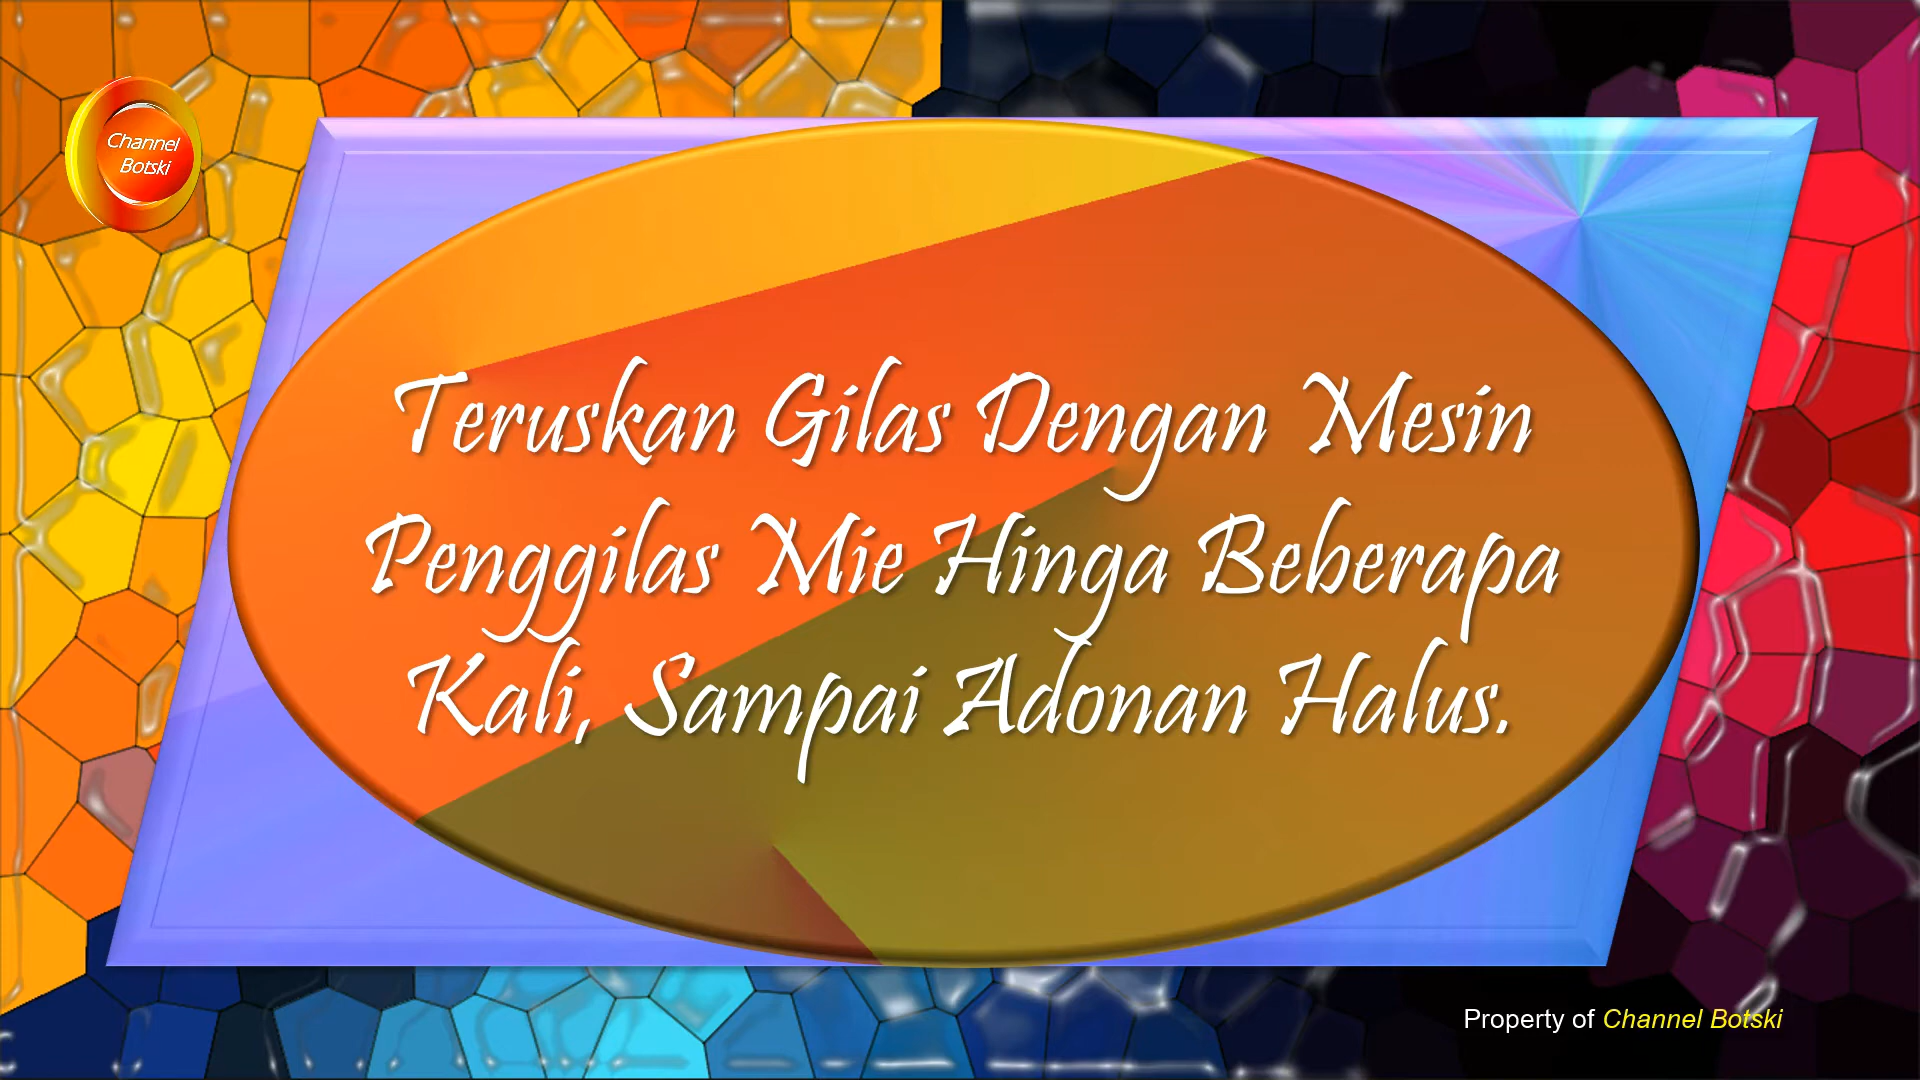 Channel
Botski
Teruskan Gilas Dengan Mesin
Penggilas Mie Hinga Beberapa
Kali, Sampai Adonan Halus.
Property of Channel Botski